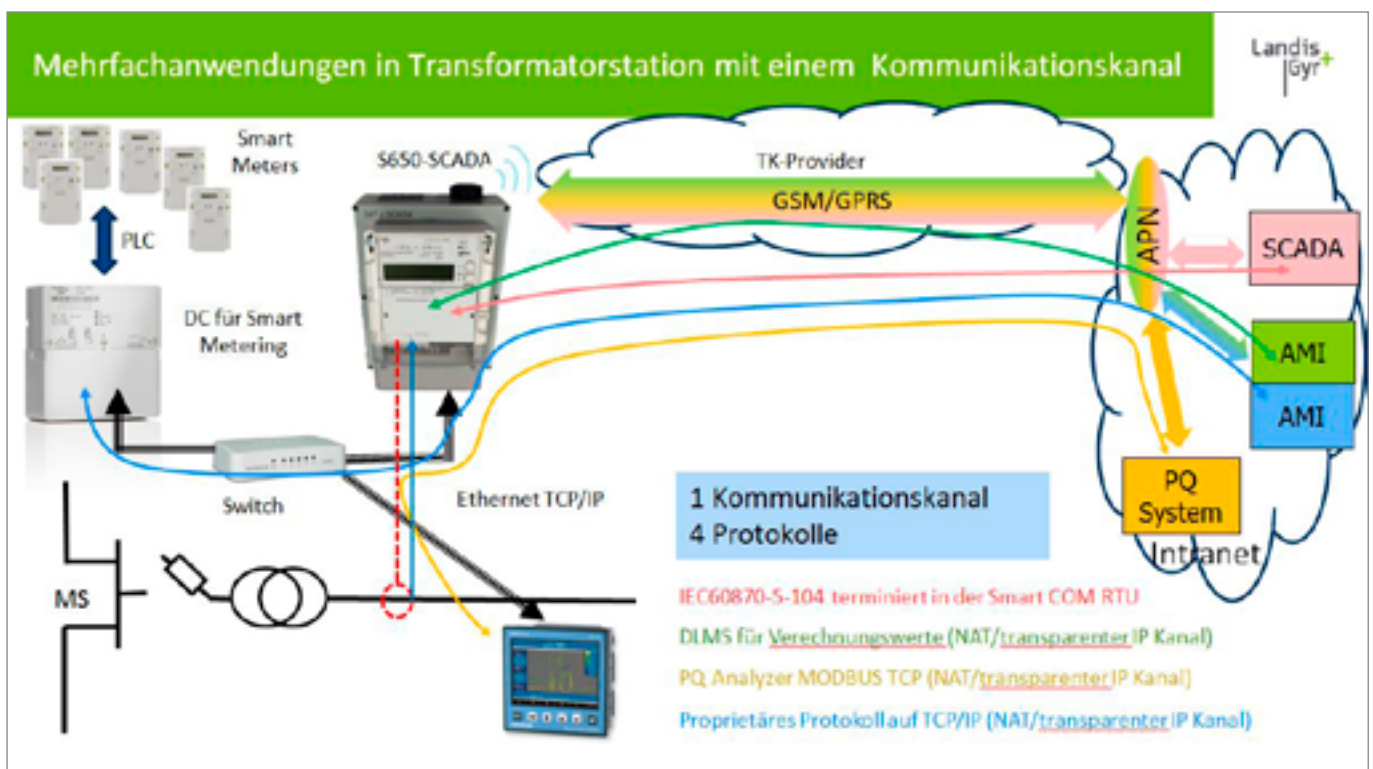 Mehrfachanwendungen in Transformatorstation mit einem Kommunikationskanal
Landis
Gyr+
Smart
Meters
S650-SCADA
TK-Provider
GSM/GPRS
APN
SCADA
PLC
DC für Smart
Metering
AMI
AMI
Switch
Ethernet TCP/IP
1 Kommunikationskanal
4 Protokolle
PQ
System
Intranet
MS
IEC60870-5-104 terminiert in der Smart COM RTU
DLMS für Verechnungswerte (NAT/transparenter IP Kanal)
PQ Analyzer MODBUS TCP (NAT/transparenter IP Kanal)
Proprietäres Protokoll auf TCP/IP (NAT/transparenter IP Kanal)